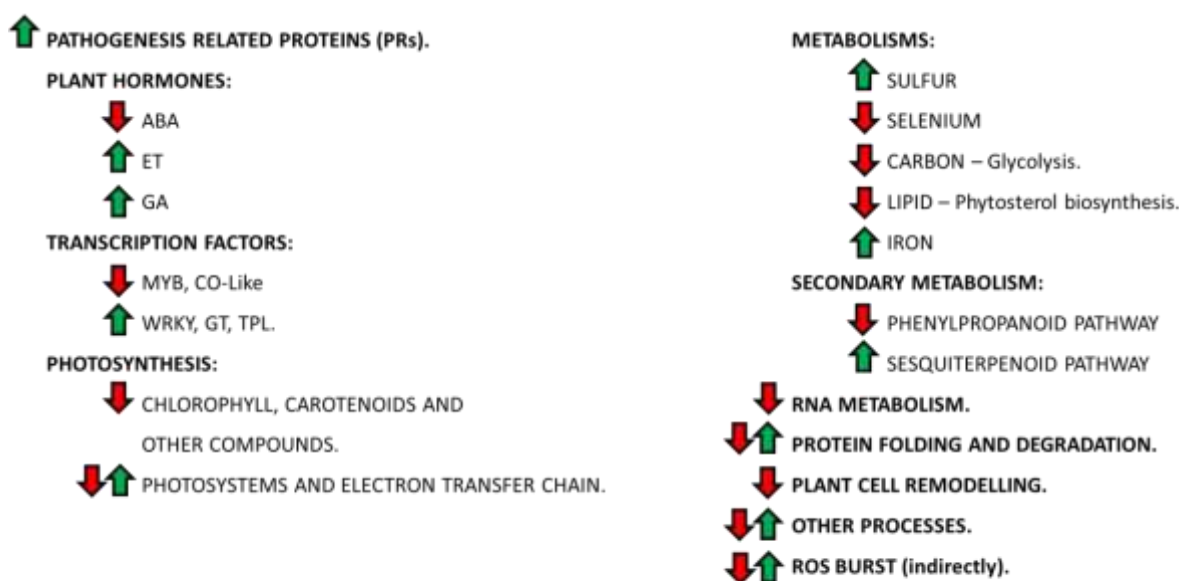 PATHOGENESIS RELATED PROTEINS (PRs).
PLANT HORMONES:
ABA
ET
GA
TRANSCRIPTION FACTORS:
MYB, CO-Like
WRKY, GT, TPL.
PHOTOSYNTHESIS:
CHLOROPHYLL, CAROTENOIDS AND
OTHER COMPOUNDS.
PHOTOSYSTEMS AND ELECTRON TRANSFER CHAIN.
METABOLISMS:
SULFUR
SELENIUM
CARBON – Glycolysis.
LIPID – Phytosterol biosynthesis.
IRON
SECONDARY METABOLISM:
PHENYLPROPANOID PATHWAY
SESQUITERPENOID PATHWAY
RNA METABOLISM.
PROTEIN FOLDING AND DEGRADATION.
PLANT CELL REMODELLING.
OTHER PROCESSES.
ROS BURST (indirectly).